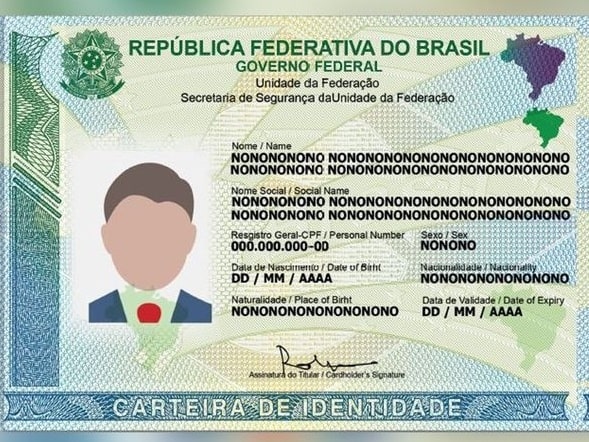 REPÚBLICA FEDERATIVA DO BRASIL
GOVERNO FEDERAL
Unidade da Federação
Secretaria de Segurança daUnidade da Federação
Nome / Name
NONONONONO NONONONONONONONONONONONONO
NONONONONO NONONONONONONONONONONONONO
Nome Social / Social Name
NONONONONO NONONONONONONONONONONONONO
NONONONONO NONONONONONONONONONONONONO
Resgistro Geral-CPF / Personal Number Sexo / Sex
000.000.000-00 NONONO
Data de Nascimento / Date of Birht Nacionalidade / Nacionality
DD / MM / AAAA NONONONONONONONO
Naturalidade / Place of Birht Data de Validade / Date of Expiry
NONONONONONONONONO DD / MM / AAAA
Assinatura do Titular / Cardholder's Signature
CARTEIRA DE IDENTIDADE